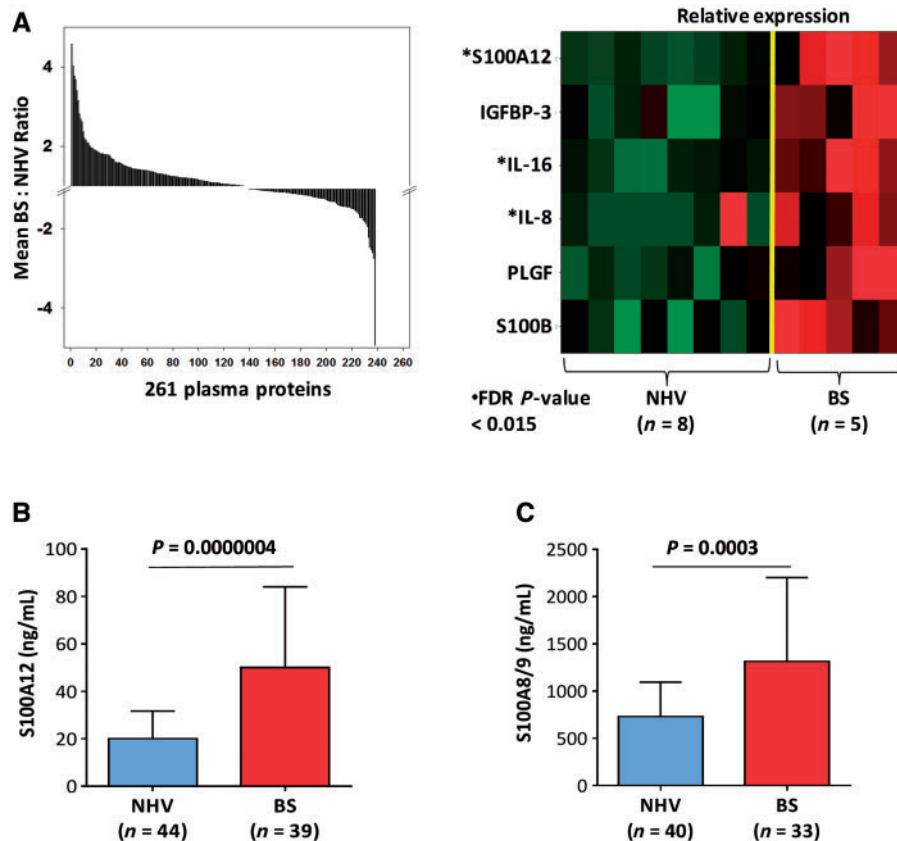 A
Mean BS : NHV Ratio
4
2
-2
-4
0 20 40 60 80 100 120 140 160 180 200 220 240 260
261 plasma proteins
Relative expression
*S100A12
IGFBP-3
*IL-16
*IL-8
PLGF
S100B
•FDR P-value
< 0.015
NHV
(n = 8)
BS
(n = 5)
B
P = 0.0000004
S100A12 (ng/mL)
100
80
60
40
20
0
NHV
(n = 44)
BS
(n = 39)
C
P = 0.0003
S100A8/9 (ng/mL)
2500
2000
1500
1000
500
0
NHV
(n = 40)
BS
(n = 33)